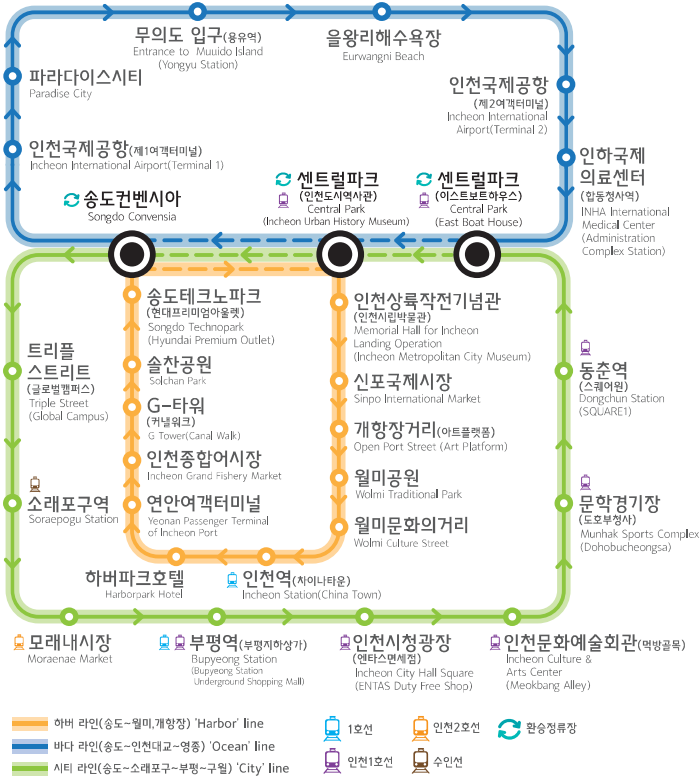 무의도 입구(용유역)
Entrance to Muuido Island
(Yongyu Station)
을왕리해수욕장
Eurwangni Beach
파라다이스시티
Paradise City
인천국제공항
(제2여객터미널)
Incheon International
Airport(Terminal 2)
인천국제공항(제1여객터미널)
Incheon International Airport(Terminal 1)
인하국제
의료센터
(합동청사역)
INHA International
Medical Center
(Administration
Complex Station)
송도컨벤시아
Songdo Convensia
센트럴파크
(인천도시역사관)
Central Park
(Incheon Urban History Museum)
센트럴파크
(이스트보트하우스)
Central Park
(East Boat House)
송도테크노파크
(현대프리미엄아울렛)
Songdo Technopark
(Hyundai Premium Outlet)
솔찬공원
Solchan Park
G-타워
(커낼워크)
G Tower(Canal Walk)
인천종합어시장
Incheon Grand Fishery Market
연안여객터미널
Yeonan Passenger Terminal
of Incheon Port
인천상륙작전기념관
(인천시립박물관)
Memorial Hall for Incheon
Landing Operation
(Incheon Metropolitan City Museum)
신포국제시장
Sinpo International Market
개항장거리(아트플랫폼)
Open Port Street (Art Platform)
월미공원
Wolmi Traditional Park
월미문화의거리
Wolmi Culture Street
트리플
스트리트
(글로벌캠퍼스)
Triple Street
(Global Campus)
소래포구역
Soraepogu Station
동춘역
(스퀘어원)
Dongchun Station
(SQUARE1)
문학경기장
(도호부청사)
Munhak Sports Complex
(Dohobucheongsa)
하버파크호텔
Harborpark Hotel
인천역(차이나타운)
Incheon Station(China Town)
모래내시장
Moraenae Market
부평역(부평지하상가)
Bupyeong Station
(Bupyeong Station
Underground Shopping Mall)
인천시청광장
(엔타스면세점)
Incheon City Hall Square
(ENTAS Duty Free Shop)
인천문화예술회관(먹방골목)
Incheon Culture &
Arts Center
(Meokbang Alley)
하버 라인(송도~월미,개항장) 'Harbor' line
바다 라인(송도~인천대교~영종) 'Ocean' line
시티 라인(송도~소래포구~부평~구월) 'City' line
1호선
인천2호선
환승정류장
인천1호선
수인선